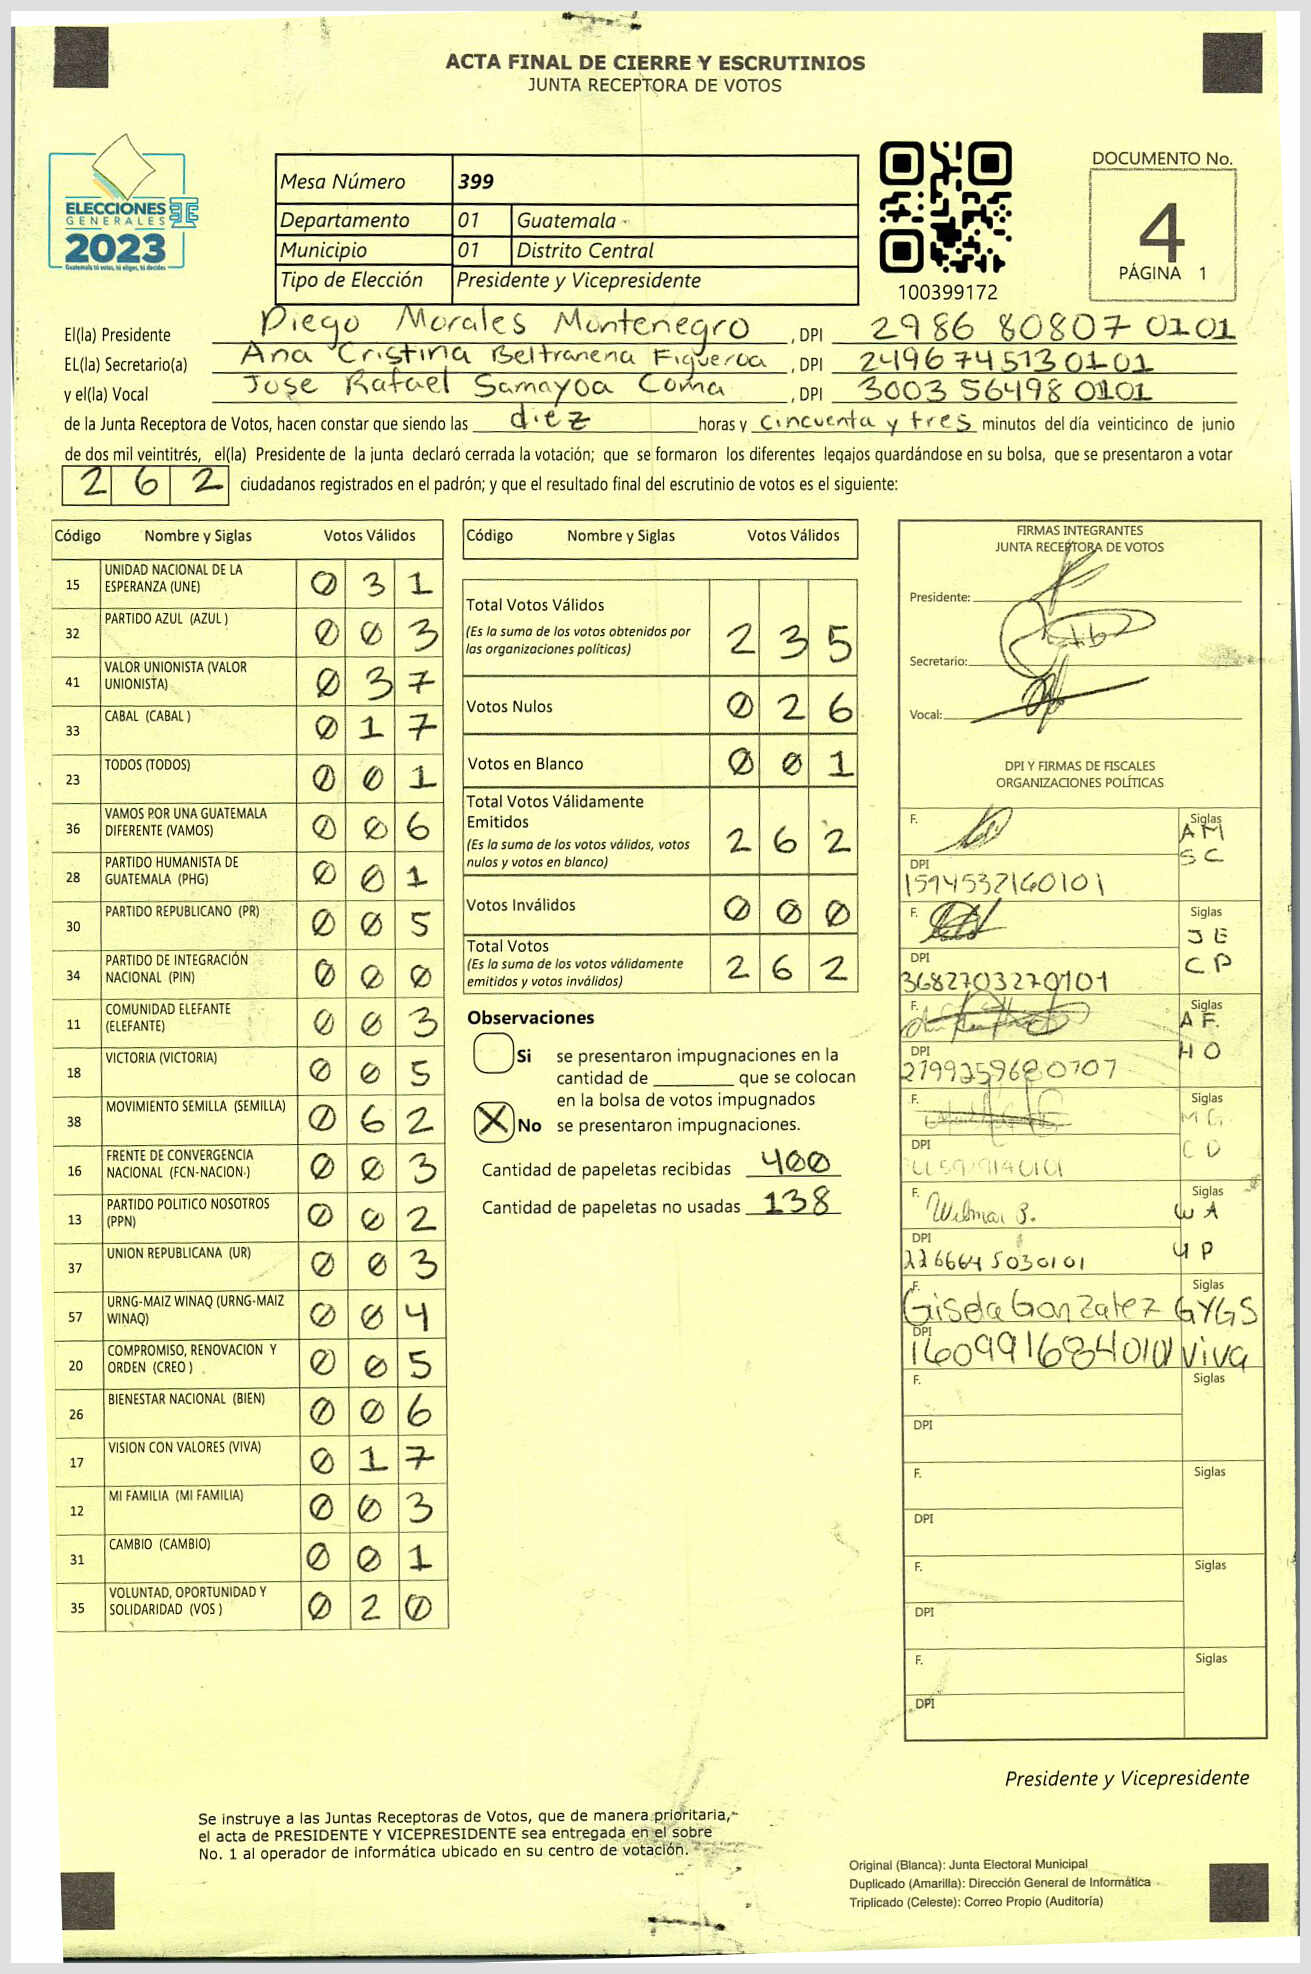 ACTA FINAL DE CIERRE Y ESCRUTINIOS
JUNTA RECEPTORA DE VOTOS
ELECCIONES
GENERALES
2023
Guatemala tú votas, tú eliges, tú decides
Mesa Número 399
Departamento 01 Guatemala
Municipio 01 Distrito Central
Tipo de Elección Presidente y Vicepresidente
100399172
DOCUMENTO No.
4
PÁGINA 1
El(la) Presidente Diego Morales Montenegro , DPI 2986 80807 0101
EL(la) Secretario(a) Ana Cristina Beltranena Figueroa , DPI 2496745130101
y el(la) Vocal Jose Rafael Samayoa Coma , DPI 3003 56498 0101
de la Junta Receptora de Votos, hacen constar que siendo las diez horas y cincuenta y tres minutos del día veinticinco de junio
de dos mil veintitrés, el(la) Presidente de la junta declaró cerrada la votación; que se formaron los diferentes legajos guardándose en su bolsa, que se presentaron a votar
262 ciudadanos registrados en el padrón; y que el resultado final del escrutinio de votos es el siguiente:
Código Nombre y Siglas Votos Válidos
15 UNIDAD NACIONAL DE LA
ESPERANZA (UNE) 0 3 1
32 PARTIDO AZUL (AZUL ) 0 0 3
41 VALOR UNIONISTA (VALOR
UNIONISTA) 0 3 7
33 CABAL (CABAL ) 0 1 7
23 TODOS (TODOS) 0 0 1
36 VAMOS POR UNA GUATEMALA
DIFERENTE (VAMOS) 0 0 6
28 PARTIDO HUMANISTA DE
GUATEMALA (PHG) 0 0 1
30 PARTIDO REPUBLICANO (PR) 0 0 5
34 PARTIDO DE INTEGRACIÓN
NACIONAL (PIN) 0 0 0
11 COMUNIDAD ELEFANTE
(ELEFANTE) 0 0 3
18 VICTORIA (VICTORIA) 0 0 5
38 MOVIMIENTO SEMILLA (SEMILLA) 0 6 2
16 FRENTE DE CONVERGENCIA
NACIONAL (FCN-NACION) 0 0 3
13 PARTIDO POLITICO NOSOTROS
(PPN) 0 0 2
37 UNION REPUBLICANA (UR) 0 0 3
57 URNG-MAIZ WINAQ (URNG-MAIZ
WINAQ) 0 0 4
20 COMPROMISO, RENOVACION Y
ORDEN (CREO ) 0 0 5
26 BIENESTAR NACIONAL (BIEN) 0 0 6
17 VISION CON VALORES (VIVA) 0 1 7
12 MI FAMILIA (MI FAMILIA) 0 0 3
31 CAMBIO (CAMBIO) 0 0 1
35 VOLUNTAD, OPORTUNIDAD Y
SOLIDARIDAD (VOS ) 0 2 0
Código Nombre y Siglas Votos Válidos
Total Votos Válidos
(Es la suma de los votos obtenidos por
las organizaciones políticas) 2 3 5
Votos Nulos 0 2 6
Votos en Blanco 0 0 1
Total Votos Válidamente
Emitidos
(Es la suma de los votos válidos, votos
nulos y votos en blanco) 2 6 2
Votos Inválidos 0 0 0
Total Votos
(Es la suma de los votos válidamente
emitidos y votos inválidos) 2 6 2
Observaciones
Si se presentaron impugnaciones en la
cantidad de ________ que se colocan
en la bolsa de votos impugnados
X No se presentaron impugnaciones.
Cantidad de papeletas recibidas 400
Cantidad de papeletas no usadas 138
FIRMAS INTEGRANTES
JUNTA RECEPTORA DE VOTOS
Presidente:
Secretario:
Vocal:
DPI Y FIRMAS DE FISCALES
ORGANIZACIONES POLÍTICAS
F. Siglas
AM
SC
DPI
1594532160101
F. Siglas
JE
CP
DPI
3682703270101
F. Siglas
AF.
HO
DPI
2799259680707
F. Siglas
MG.
CD
DPI
F. Wilmar B. Siglas
WA
UP
DPI
226664 5030101
F. Siglas
Gisela Gonzalez GYGS
DPI
1609916840101 viva
F. Siglas
DPI
F. Siglas
DPI
F. Siglas
DPI
F. Siglas
DPI
Presidente y Vicepresidente
Se instruye a las Juntas Receptoras de Votos, que de manera prioritaria,
el acta de PRESIDENTE Y VICEPRESIDENTE sea entregada en el sobre
No. 1 al operador de informática ubicado en su centro de votación.
Original (Blanca): Junta Electoral Municipal
Duplicado (Amarilla): Dirección General de Informática
Triplicado (Celeste): Correo Propio (Auditoría)